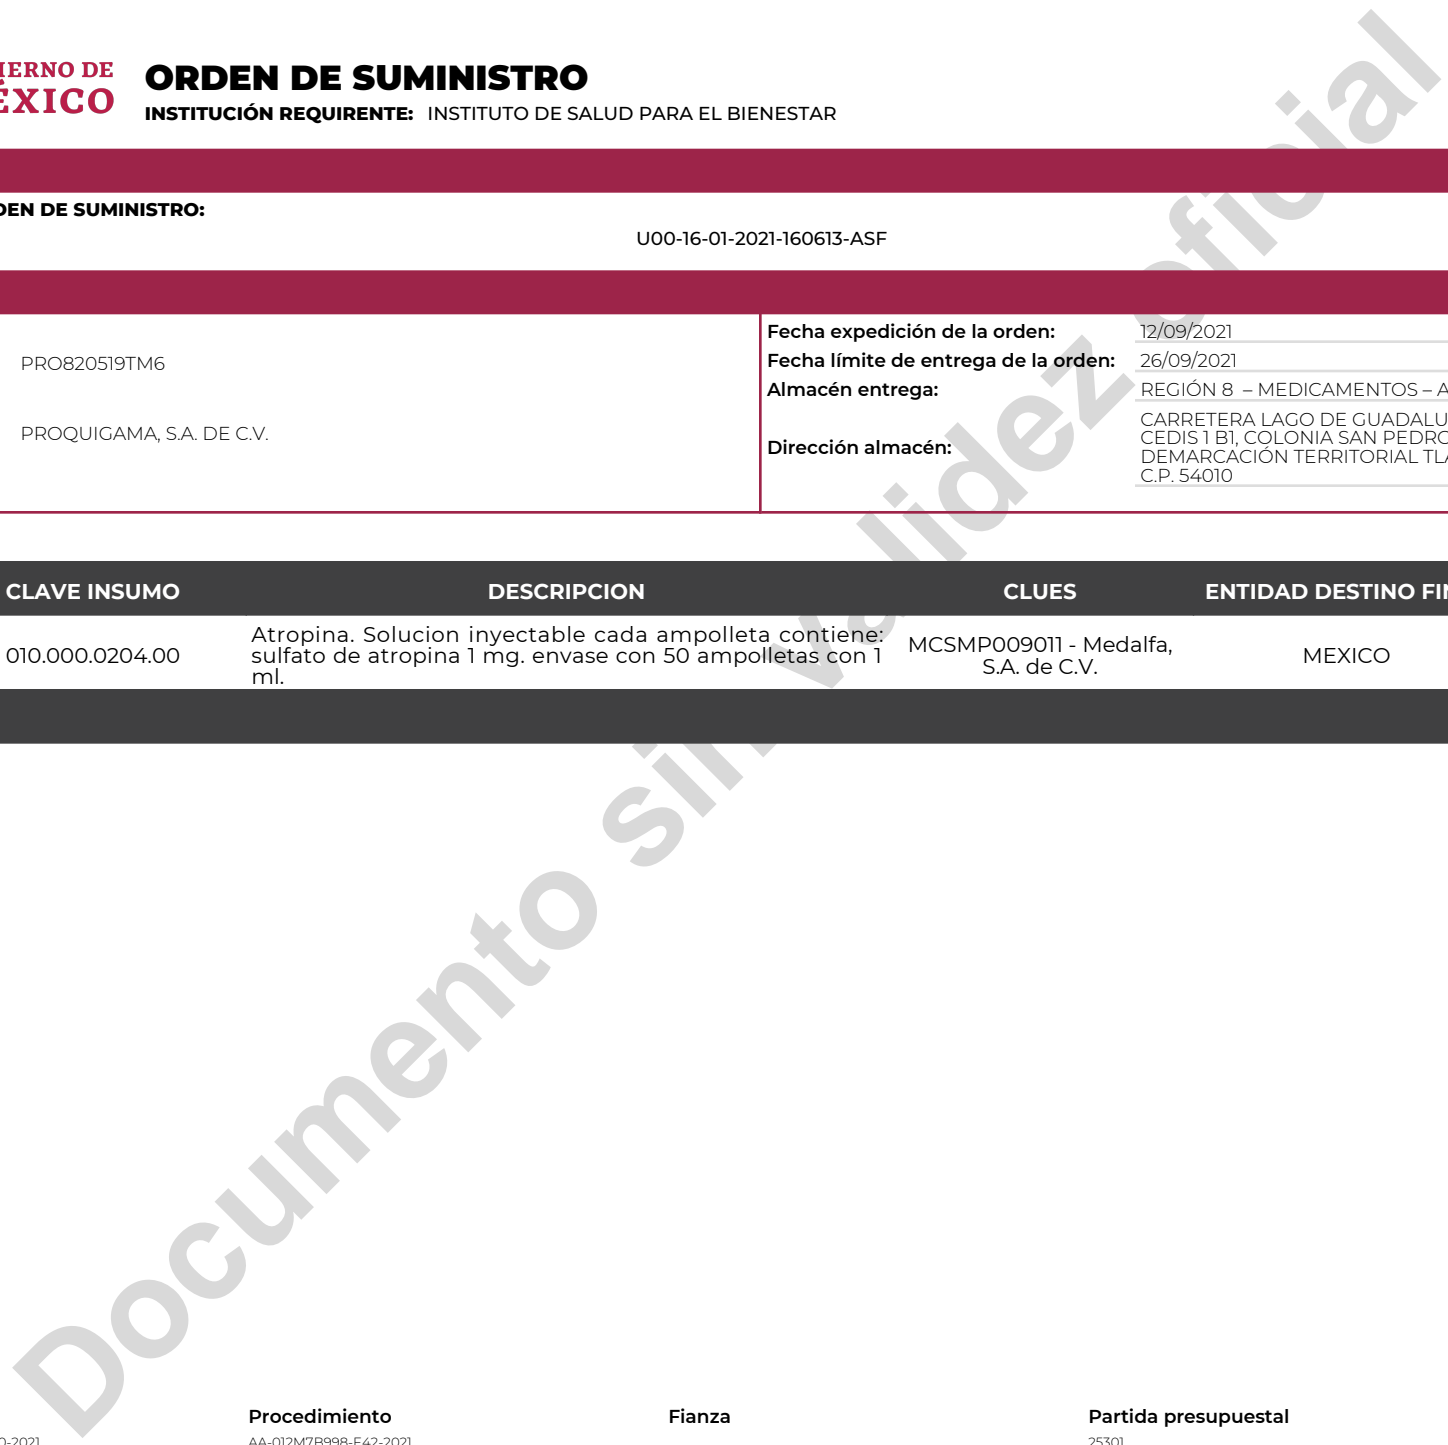 IERNO DE
ÉXICO
ORDEN DE SUMINISTRO
INSTITUCIÓN REQUIRENTE: INSTITUTO DE SALUD PARA EL BIENESTAR
DEN DE SUMINISTRO:
U00-16-01-2021-160613-ASF
PRO820519TM6
PROQUIGAMA, S.A. DE C.V.
Fecha expedición de la orden: 12/09/2021
Fecha límite de entrega de la orden: 26/09/2021
Almacén entrega: REGIÓN 8 – MEDICAMENTOS – A
Dirección almacén:
CARRETERA LAGO DE GUADALU
CEDIS 1 B1, COLONIA SAN PEDRO
DEMARCACIÓN TERRITORIAL TLA
C.P. 54010
CLAVE INSUMO DESCRIPCION CLUES ENTIDAD DESTINO FIN
010.000.0204.00
Atropina. Solucion inyectable cada ampolleta contiene:
sulfato de atropina 1 mg. envase con 50 ampolletas con 1
ml.
MCSMP009011 - Medalfa,
S.A. de C.V.
MEXICO
Documento sin validez oficial
Procedimiento Fianza Partida presupuestal
0-2021 AA-012M7B998-E42-2021 25301